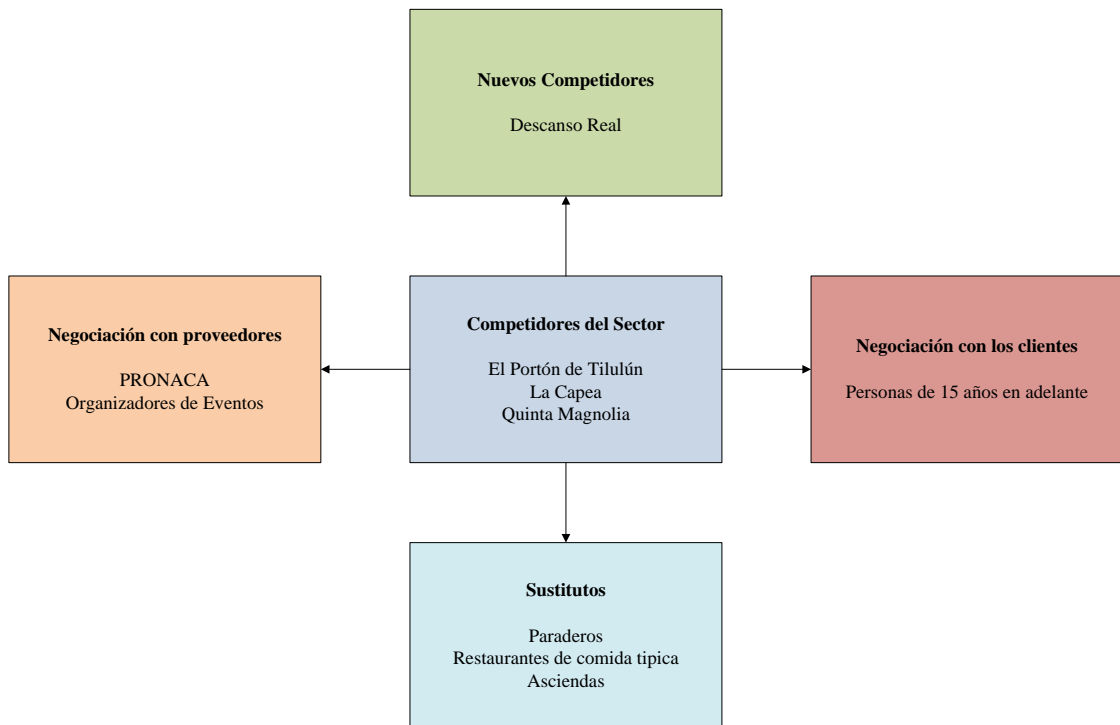 Nuevos Competidores
Descanso Real
Negociación con proveedores
PRONACA
Organizadores de Eventos
Competidores del Sector
El Portón de Tilulún
La Capea
Quinta Magnolia
Negociación con los clientes
Personas de 15 años en adelante
Sustitutos
Paraderos
Restaurantes de comida tipica
Asciendas